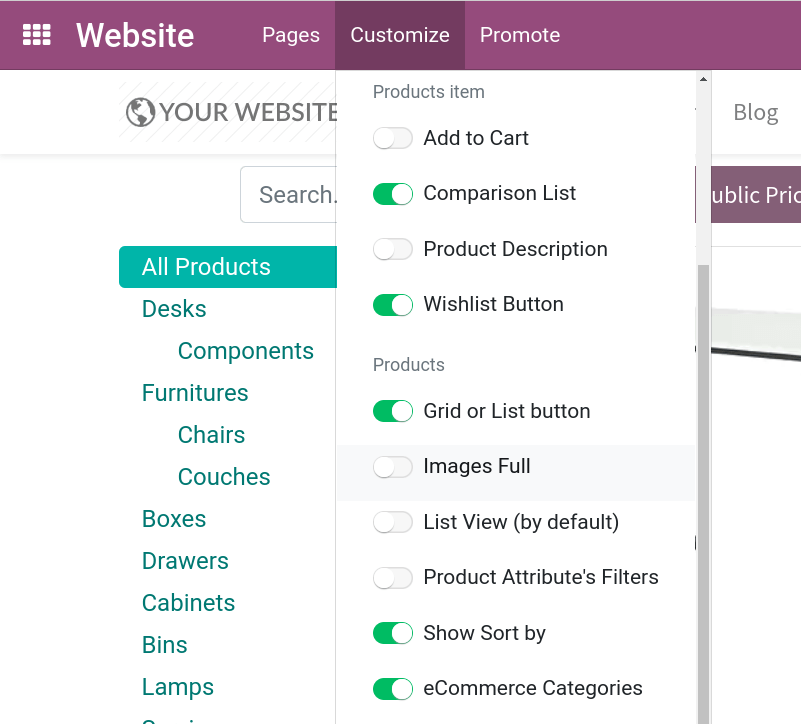 Website
Pages
Customize
Promote
YOUR WEBSITE
Blog
Search.
ublic Pric
All Products
Desks
Components
Furnitures
Chairs
Couches
Boxes
Drawers
Cabinets
Bins
Lamps
Products item
Add to Cart
Comparison List
Product Description
Wishlist Button
Products
Grid or List button
Images Full
List View (by default)
Product Attribute's Filters
Show Sort by
eCommerce Categories